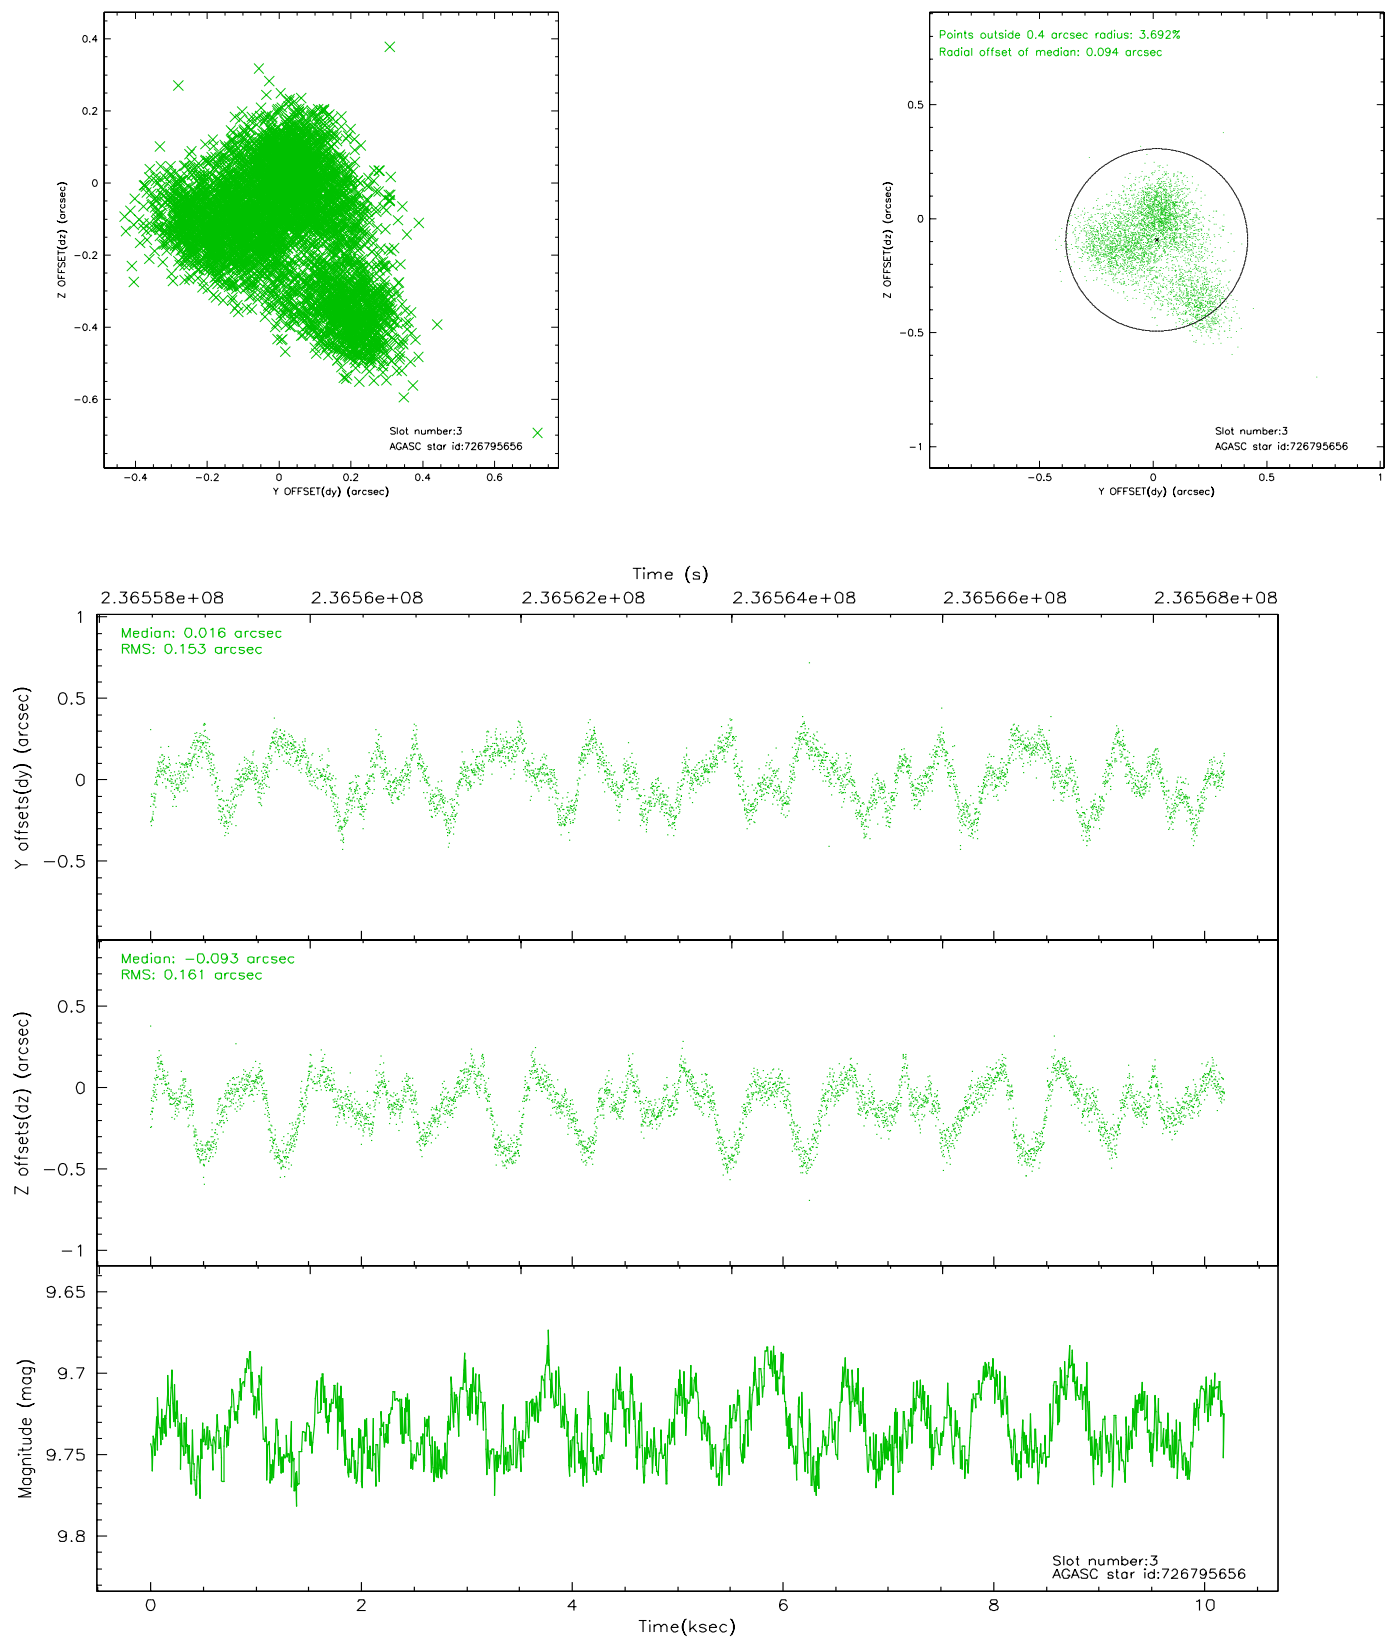 0.4
0.2
0
−0.2
−0.4
−0.6
Z OFFSET(dz) (arcsec)
Slot number:3
AGASC star id:726795656
−0.4
−0.2
0
0.2
0.4
0.6
Y OFFSET(dy) (arcsec)
Points outside 0.4 arcsec radius: 3.692%
Radial offset of median: 0.094 arcsec
0.5
0
−0.5
−1
Z OFFSET(dz) (arcsec)
Slot number:3
AGASC star id:726795656
−0.5
0
0.5
1
Y OFFSET(dy) (arcsec)
Time (s)
2.36558e+08
2.3656e+08
2.36562e+08
2.36564e+08
2.36566e+08
2.36568e+08
Median: 0.016 arcsec
RMS: 0.153 arcsec
1
0.5
0
−0.5
Y offsets(dy) (arcsec)
Median: −0.093 arcsec
RMS: 0.161 arcsec
0.5
0
−0.5
−1
Z offsets(dz) (arcsec)
9.65
9.7
9.75
9.8
Magnitude (mag)
Slot number:3
AGASC star id:726795656
0
2
4
6
8
10
Time(ksec)